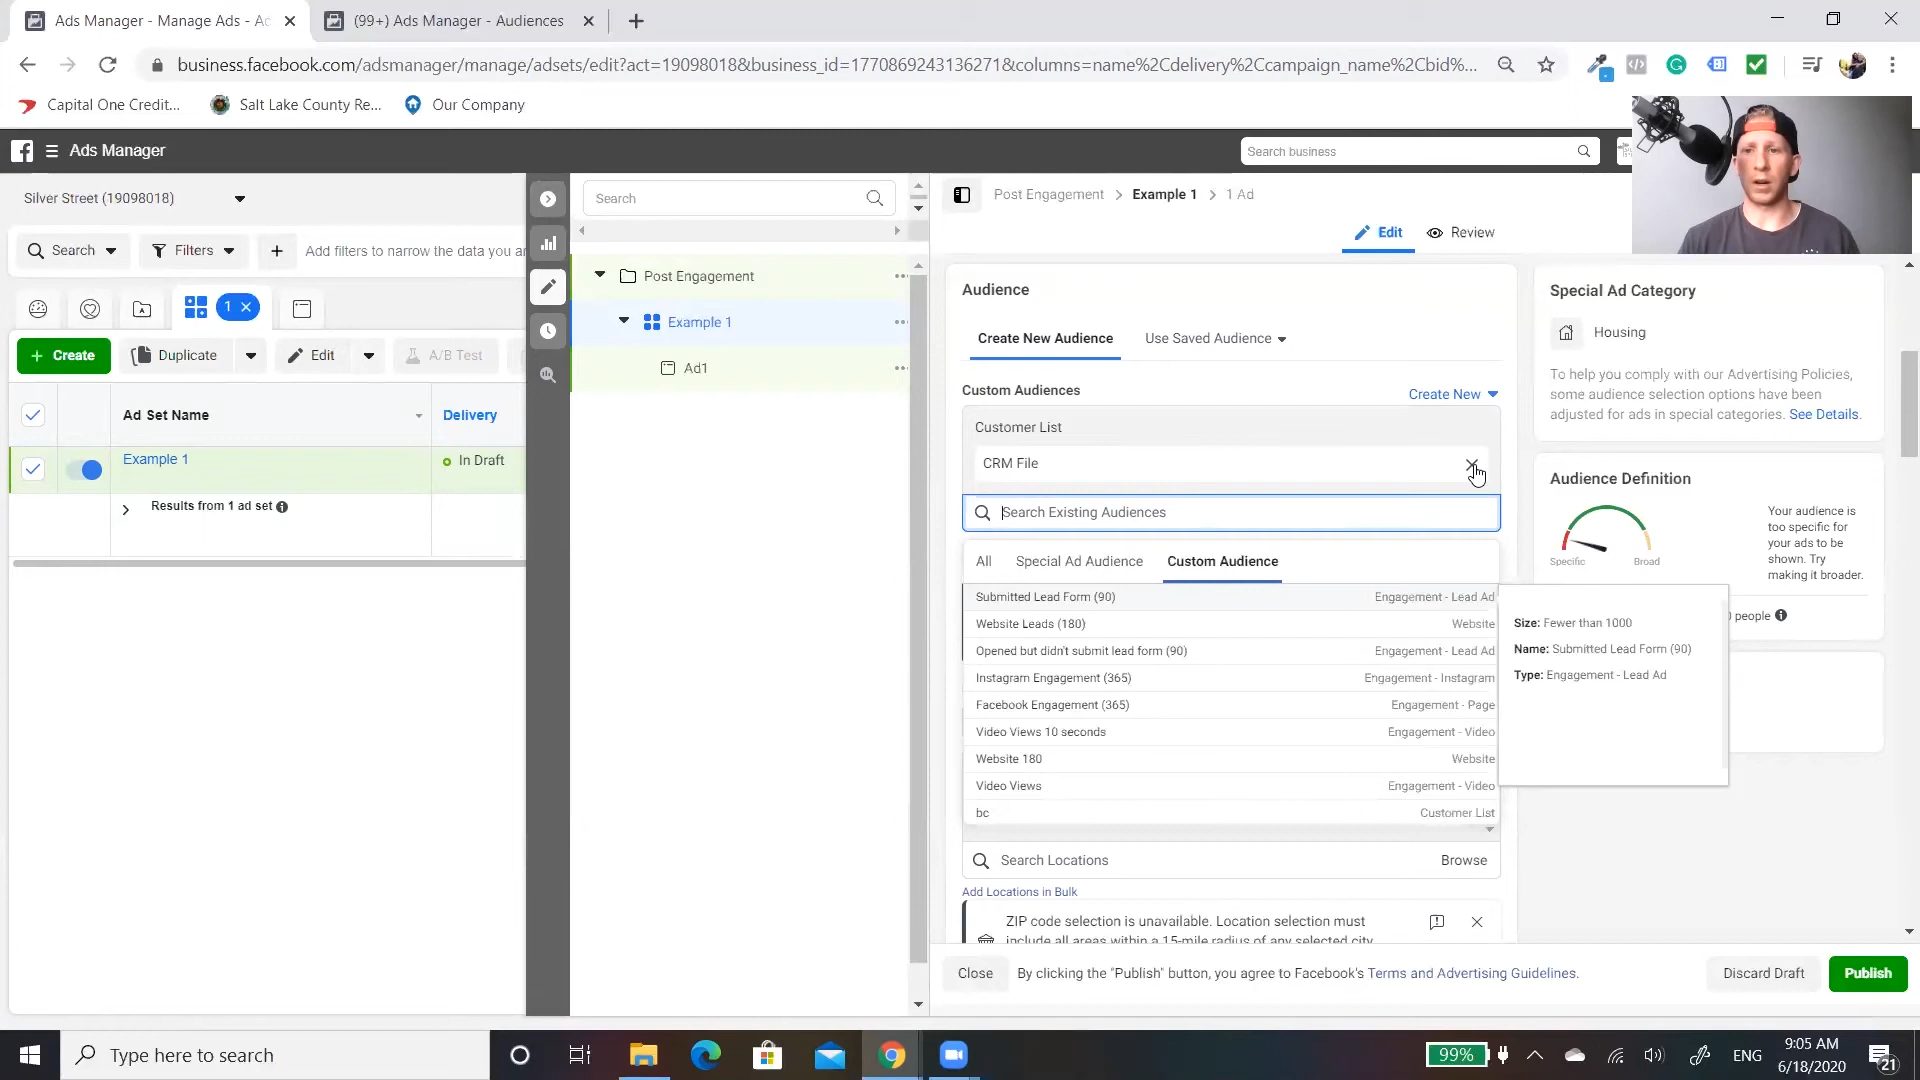 Ads Manager - Manage Ads - Ac
(99+) Ads Manager - Audiences
business.facebook.com/adsmanager/manage/adsets/edit?act=19098018&business_id=1770869243136271&columns=name%2Cdelivery%2Ccampaign_name%2Cbid%...
Capital One Credit...
Salt Lake County Re...
Our Company
Ads Manager
Search business
Silver Street (19098018)
Search
Filters
Add filters to narrow the data you ar
1
Create
Duplicate
Edit
A/B Test
Ad Set Name
Delivery
Example 1
In Draft
Results from 1 ad set
Search
Post Engagement
Example 1
Ad1
Post Engagement
Example 1
1 Ad
Edit
Review
Audience
Create New Audience
Use Saved Audience
Custom Audiences
Create New
Customer List
CRM File
Search Existing Audiences
All
Special Ad Audience
Custom Audience
Submitted Lead Form (90)
Engagement - Lead Ad
Website Leads (180)
Website
Opened but didn't submit lead form (90)
Engagement - Lead Ad
Instagram Engagement (365)
Engagement - Instagram
Facebook Engagement (365)
Engagement - Page
Video Views 10 seconds
Engagement - Video
Website 180
Website
Video Views
Engagement - Video
bc
Customer List
Search Locations
Browse
Add Locations in Bulk
ZIP code selection is unavailable. Location selection must
include all areas within a 15-mile radius of any selected city
Size: Fewer than 1000
Name: Submitted Lead Form (90)
Type: Engagement - Lead Ad
Special Ad Category
Housing
To help you comply with our Advertising Policies,
some audience selection options have been
adjusted for ads in special categories. See Details.
Audience Definition
Specific
Broad
Your audience is
too specific for
your ads to be
shown. Try
making it broader.
people
Close
By clicking the "Publish" button, you agree to Facebook's Terms and Advertising Guidelines.
Discard Draft
Publish
Type here to search
99%
ENG
9:05 AM
6/18/2020
21